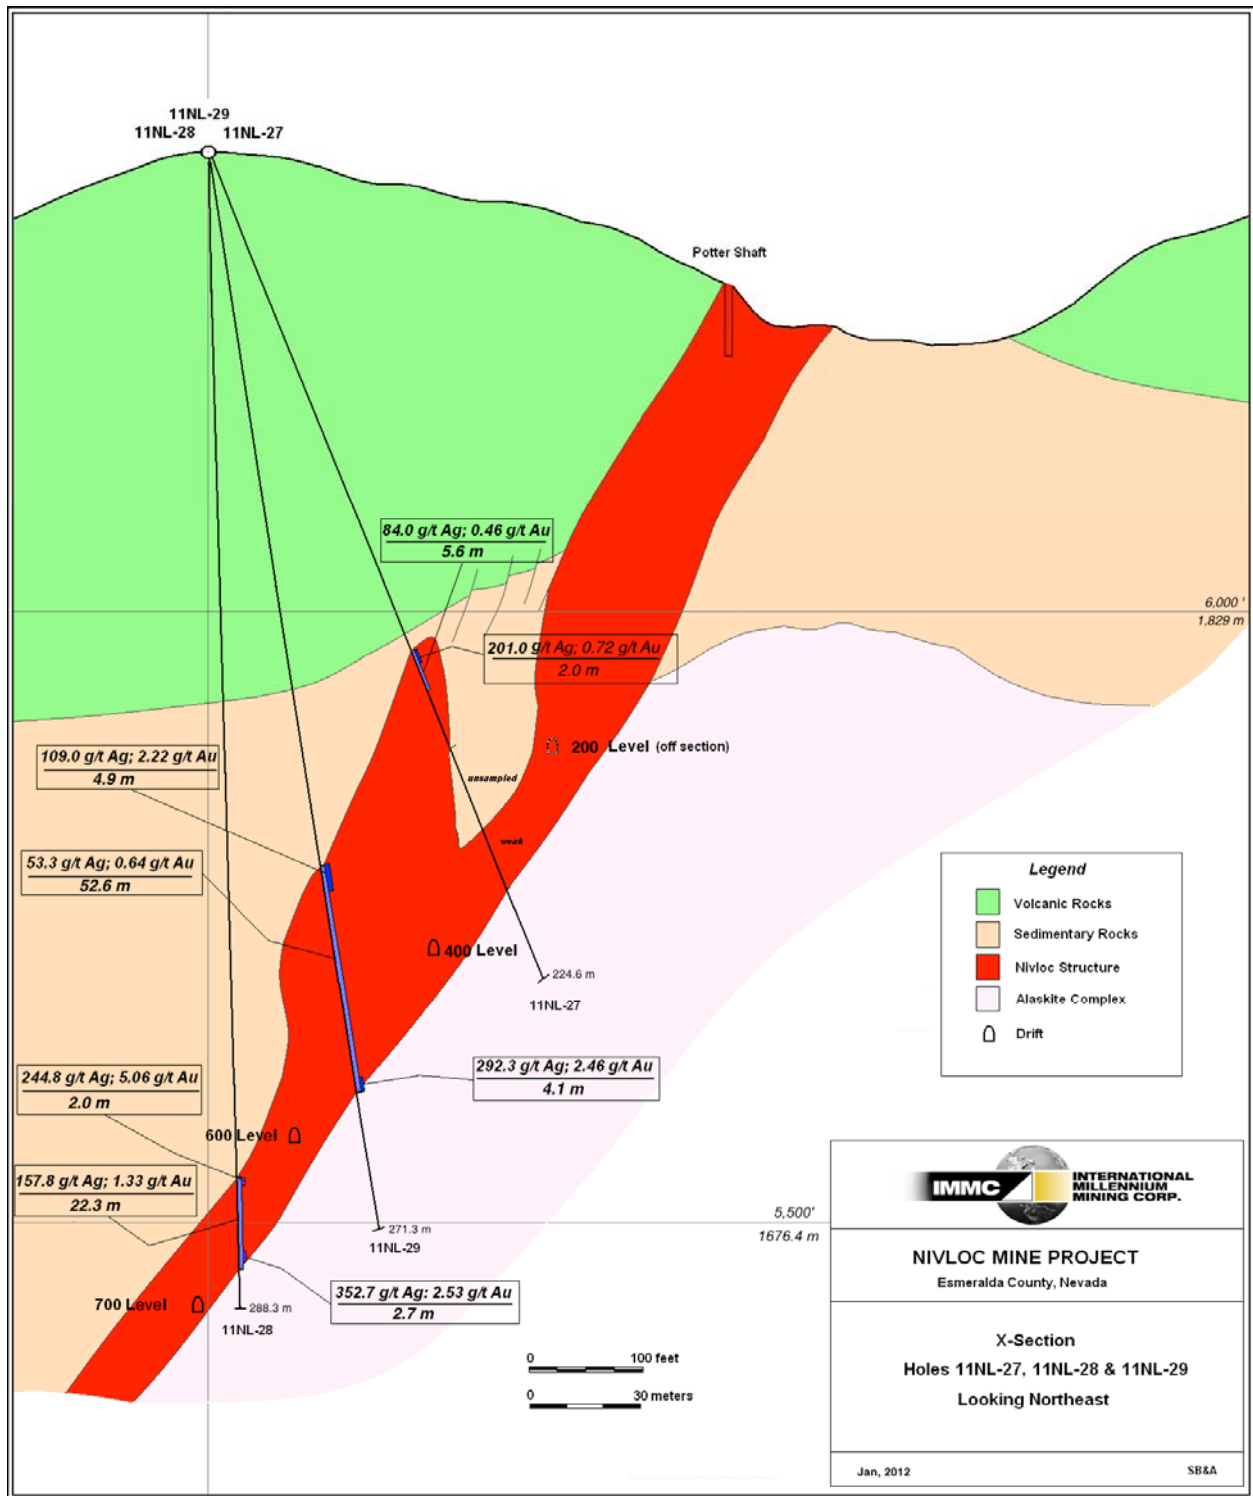 11NL-29
11NL-28
11NL-27
Potter Shaft
84.0 g/t Ag; 0.46 g/t Au
5.6 m
6,000 '
1,829 m
201.0 g/t Ag; 0.72 g/t Au
2.0 m
200 Level (off section)
109.0 g/t Ag; 2.22 g/t Au
4.9 m
unsampled
weak
53.3 g/t Ag; 0.64 g/t Au
52.6 m
Legend
Volcanic Rocks
Sedimentary Rocks
Nivloc Structure
Alaskite Complex
Drift
400 Level
224.6 m
11NL-27
292.3 g/t Ag; 2.46 g/t Au
4.1 m
244.8 g/t Ag; 5.06 g/t Au
2.0 m
600 Level
157.8 g/t Ag; 1.33 g/t Au
22.3 m
5,500'
1676.4 m
271.3 m
11NL-29
352.7 g/t Ag: 2.53 g/t Au
2.7 m
700 Level
288.3 m
11NL-28
0 100 feet
0 30 meters
IMMC
INTERNATIONAL
MILLENNIUM
MINING CORP.
NIVLOC MINE PROJECT
Esmeralda County, Nevada
X-Section
Holes 11NL-27, 11NL-28 & 11NL-29
Looking Northeast
Jan, 2012
SB&A